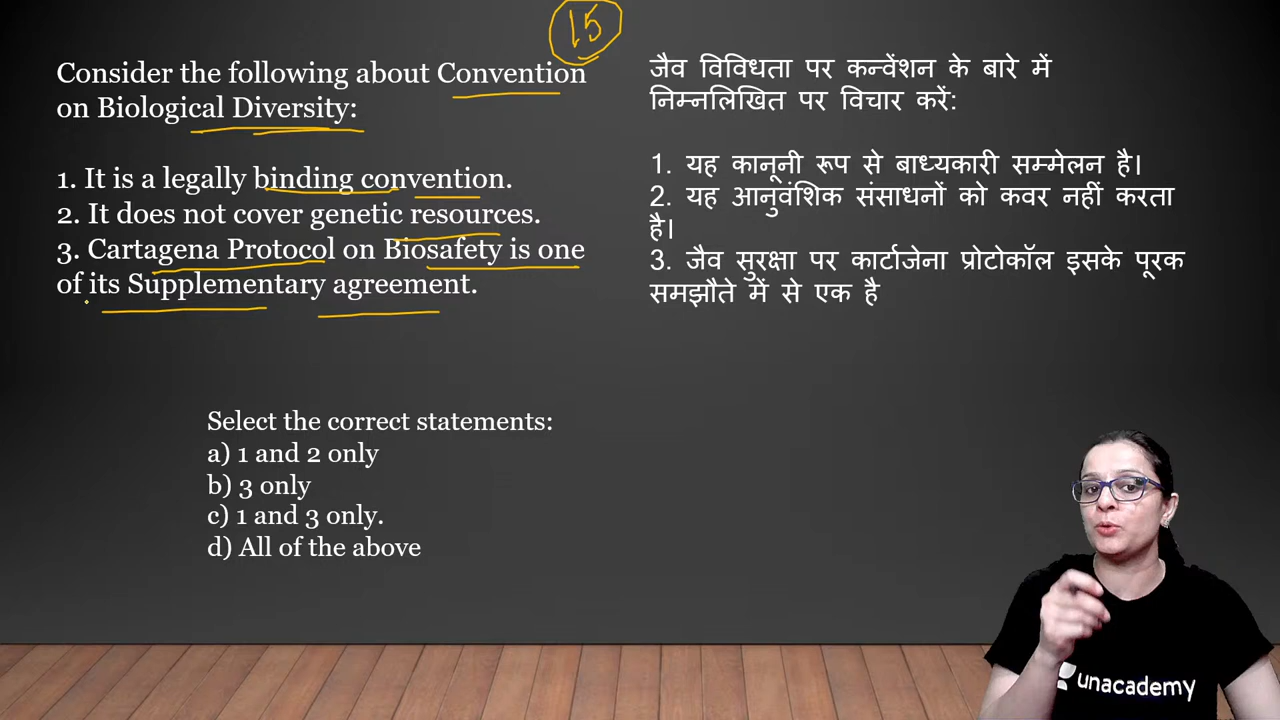 15
Consider the following about Convention
on Biological Diversity:
1. It is a legally binding convention.
2. It does not cover genetic resources.
3. Cartagena Protocol on Biosafety is one
of its Supplementary agreement.
Select the correct statements:
a) 1 and 2 only
b) 3 only
c) 1 and 3 only.
d) All of the above
जैव विविधता पर कन्वेंशन के बारे में
निम्नलिखित पर विचार करें:
1. यह कानूनी रूप से बाध्यकारी सम्मेलन है।
2. यह आनुवंशिक संसाधनों को कवर नहीं करता
है।
3. जैव सुरक्षा पर कार्टाजेना प्रोटोकॉल इसके पूरक
समझौते में से एक है
unacademy